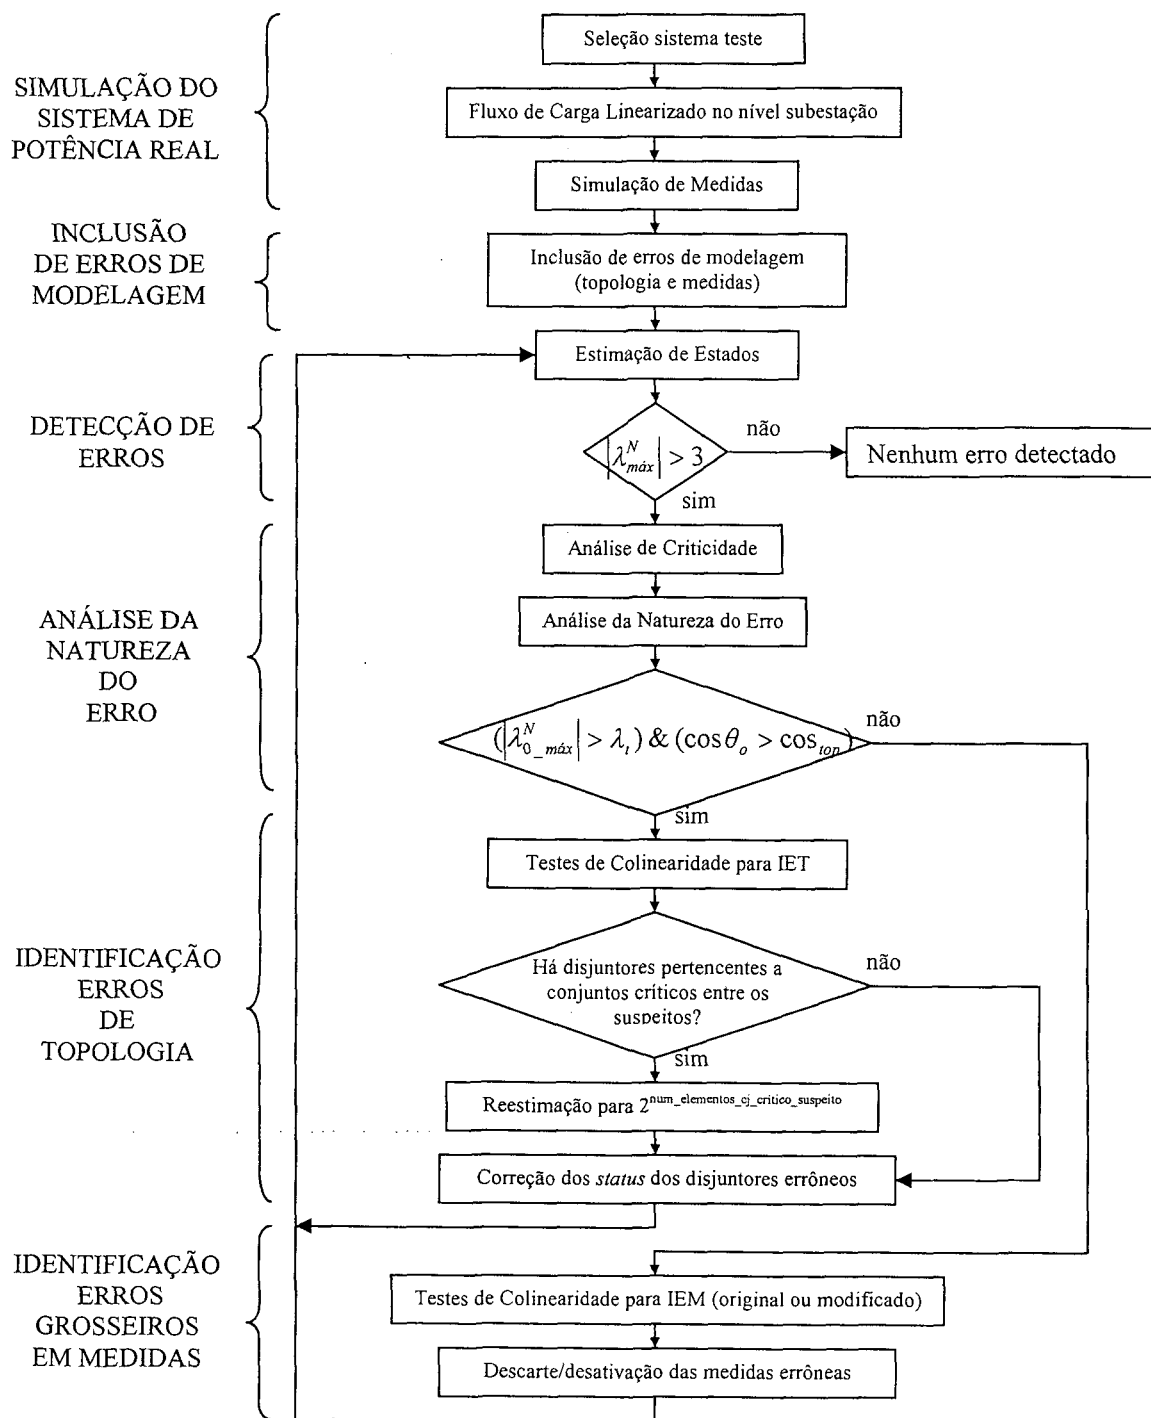 Seleção sistema teste
SIMULAÇÃO DO
SISTEMA DE
POTÊNCIA REAL
Fluxo de Carga Linearizado no nível subestação
Simulação de Medidas
INCLUSÃO
DE ERROS DE
MODELAGEM
Inclusão de erros de modelagem
(topologia e medidas)
Estimação de Estados
DETECÇÃO DE
ERROS
|λ^N_máx| > 3
não
Nenhum erro detectado
sim
Análise de Criticidade
ANÁLISE DA
NATUREZA
DO
ERRO
Análise da Natureza do Erro
(|λ^N_0_máx| > λ_t) & (cos θ_o > cos_top)
não
sim
Testes de Colinearidade para IET
IDENTIFICAÇÃO
ERROS
DE
TOPOLOGIA
Há disjuntores pertencentes a
conjuntos críticos entre os
suspeitos?
não
sim
Reestimação para 2^num_elementos_cj_critico_suspeito
Correção dos status dos disjuntores errôneos
IDENTIFICAÇÃO
ERROS
GROSSEIROS
EM MEDIDAS
Testes de Colinearidade para IEM (original ou modificado)
Descarte/desativação das medidas errôneas